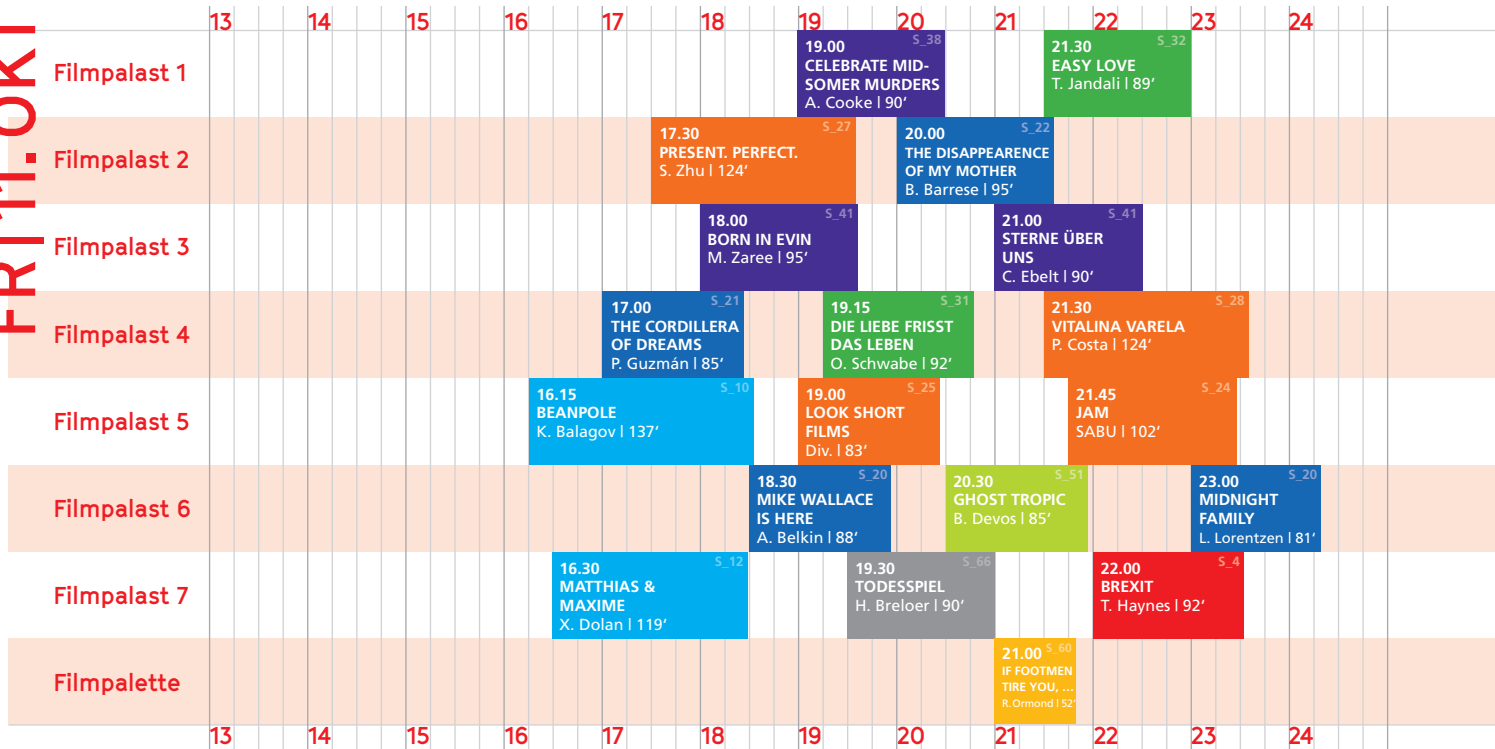 13 14 15 16 17 18 19 20 21 22 23 24
FR | 11.OKT
Filmpalast 1
19.00 S_38
CELEBRATE MID-
SOMER MURDERS
A. Cooke | 90’
21.30 S_32
EASY LOVE
T. Jandali | 89’
Filmpalast 2
17.30 S_27
PRESENT. PERFECT.
S. Zhu | 124’
20.00 S_22
THE DISAPPEARENCE
OF MY MOTHER
B. Barrese | 95’
Filmpalast 3
18.00 S_41
BORN IN EVIN
M. Zaree | 95’
21.00 S_41
STERNE ÜBER
UNS
C. Ebelt | 90’
Filmpalast 4
17.00 S_21
THE CORDILLERA
OF DREAMS
P. Guzmán | 85’
19.15 S_31
DIE LIEBE FRISST
DAS LEBEN
O. Schwabe | 92’
21.30 S_28
VITALINA VARELA
P. Costa | 124’
Filmpalast 5
16.15 S_10
BEANPOLE
K. Balagov | 137’
19.00 S_25
LOOK SHORT
FILMS
Div. | 83’
21.45 S_24
JAM
SABU | 102’
Filmpalast 6
18.30 S_20
MIKE WALLACE
IS HERE
A. Belkin | 88’
20.30 S_51
GHOST TROPIC
B. Devos | 85’
23.00 S_20
MIDNIGHT
FAMILY
L. Lorentzen | 81’
Filmpalast 7
16.30 S_12
MATTHIAS &
MAXIME
X. Dolan | 119’
19.30 S_66
TODESSPIEL
H. Breloer | 90’
22.00 S_4
BREXIT
T. Haynes | 92’
Filmpalette
21.00 S_60
IF FOOTMEN
TIRE YOU, ...
R.Ormond | 52’
13 14 15 16 17 18 19 20 21 22 23 24